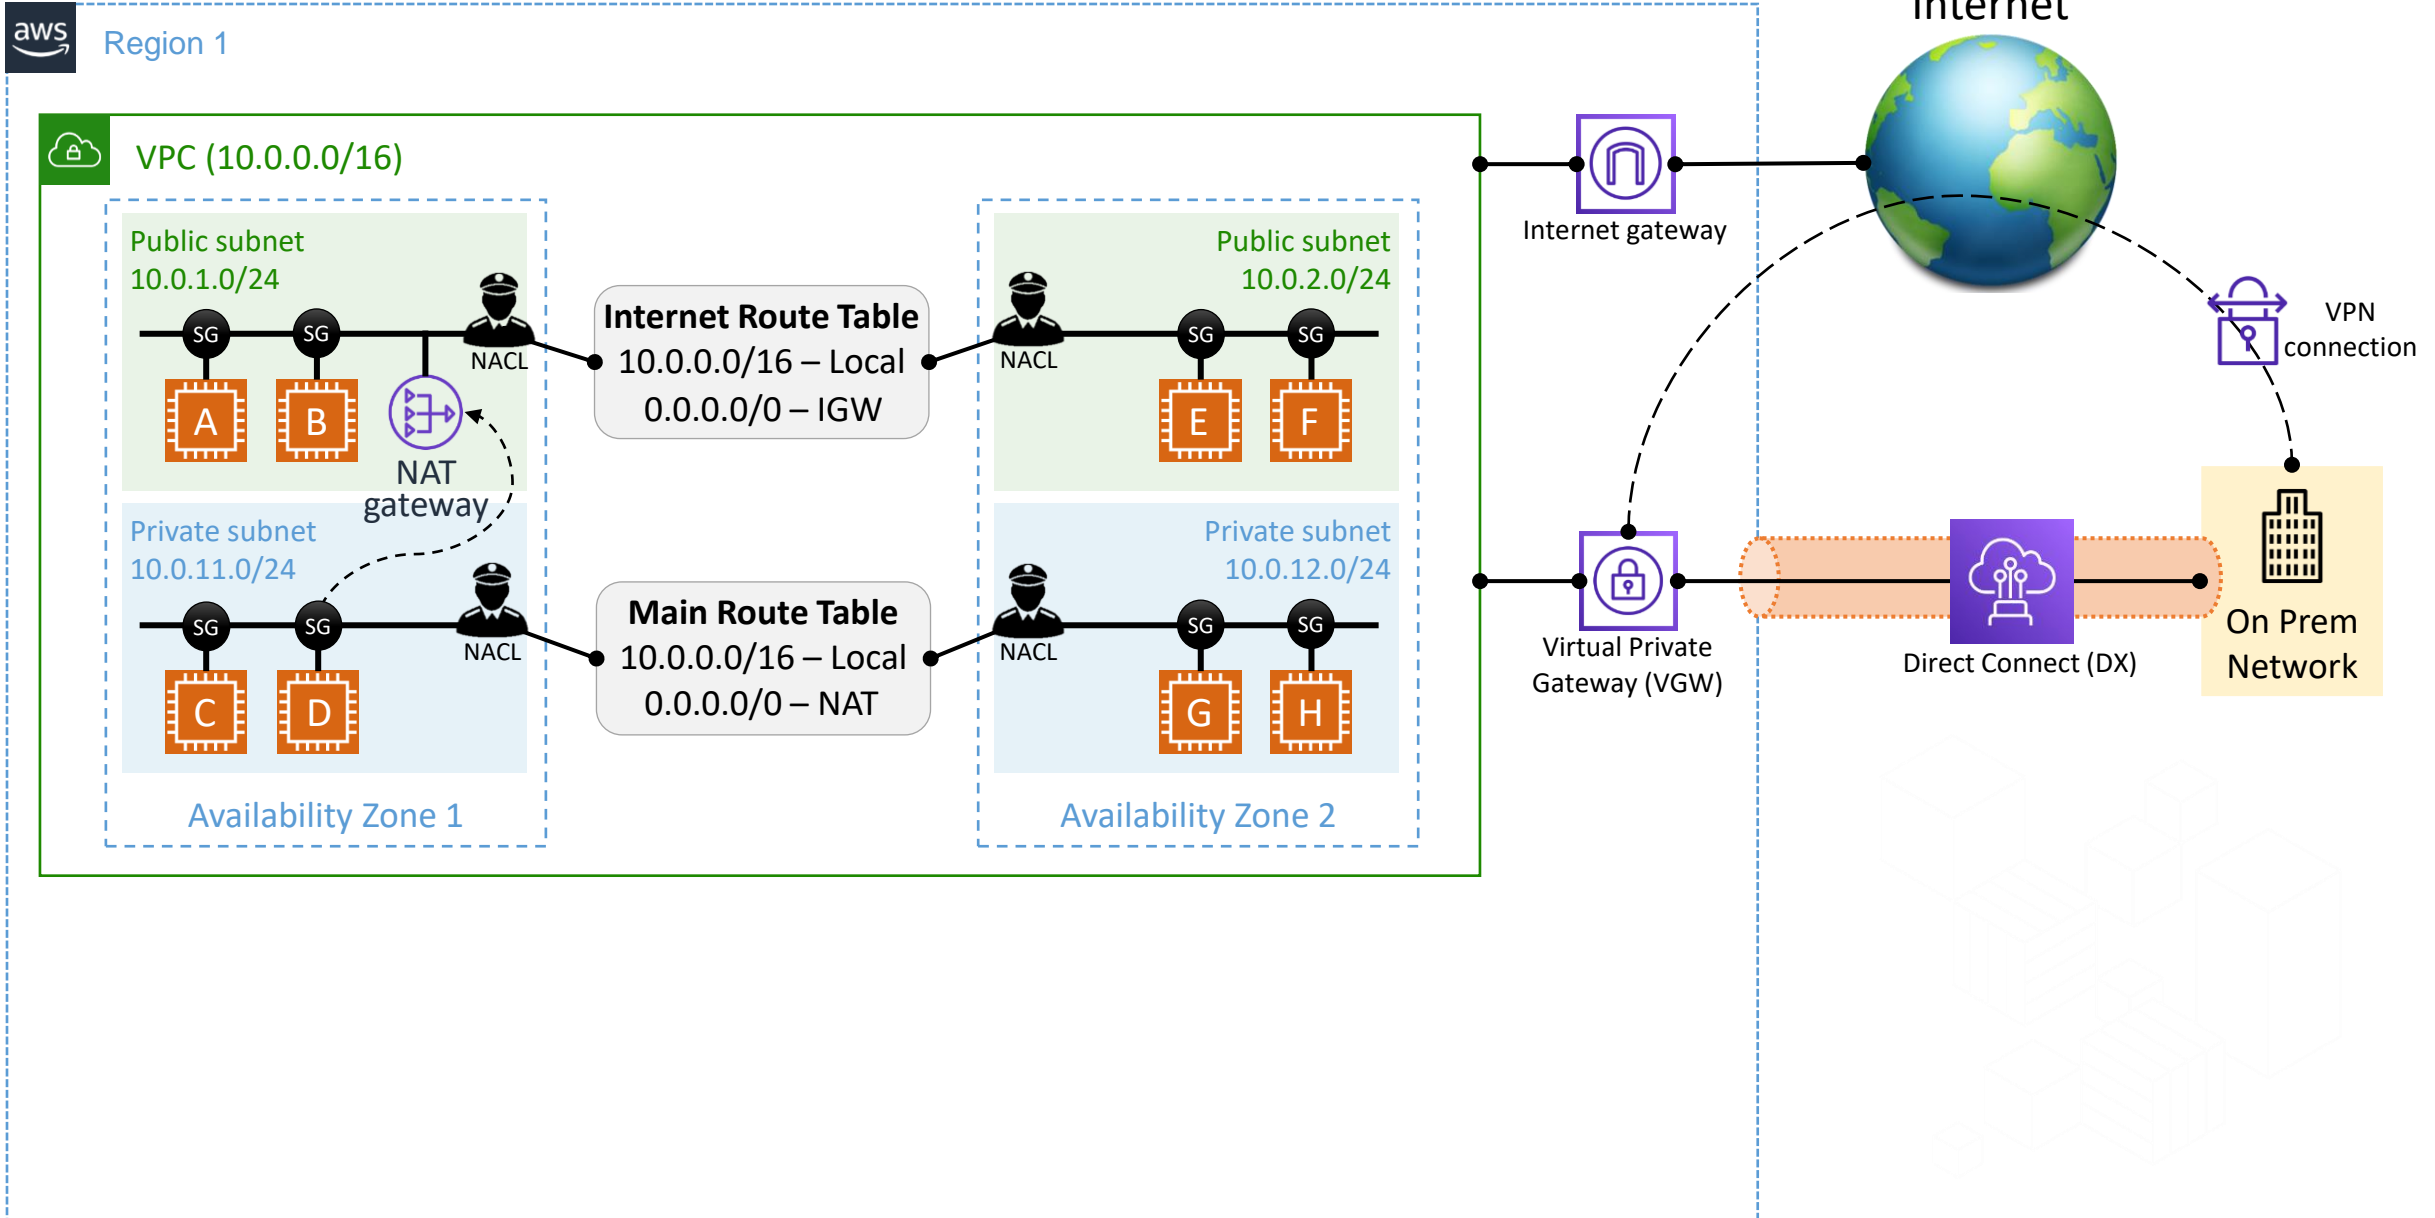 aws
Region 1
Internet
VPC (10.0.0.0/16)
Public subnet
10.0.1.0/24
SG
SG
NACL
A
B
NAT
gateway
Internet Route Table
10.0.0.0/16 – Local
0.0.0.0/0 – IGW
Public subnet
10.0.2.0/24
NACL
SG
SG
E
F
Private subnet
10.0.11.0/24
SG
SG
NACL
C
D
Main Route Table
10.0.0.0/16 – Local
0.0.0.0/0 – NAT
Private subnet
10.0.12.0/24
NACL
SG
SG
G
H
Availability Zone 1
Availability Zone 2
Internet gateway
VPN
connection
Virtual Private
Gateway (VGW)
Direct Connect (DX)
On Prem
Network